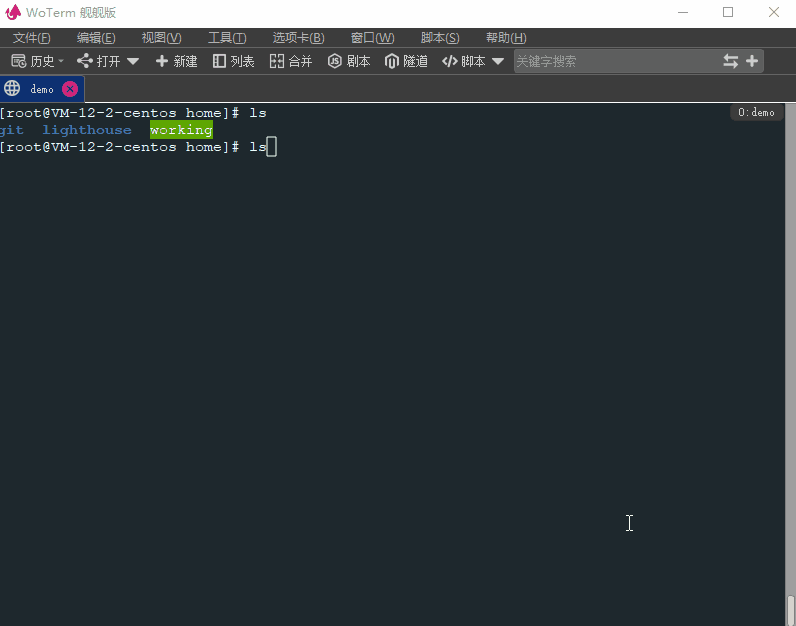 WoTerm 舰舰版
文件(F) 编辑(E) 视图(V) 工具(T) 选项卡(B) 窗口(W) 脚本(S) 帮助(H)
历史 打开 新建 列表 合并 剧本 隧道 脚本 关键字搜索
demo
[root@VM-12-2-centos home]# ls
0:demo
git lighthouse working
[root@VM-12-2-centos home]# ls